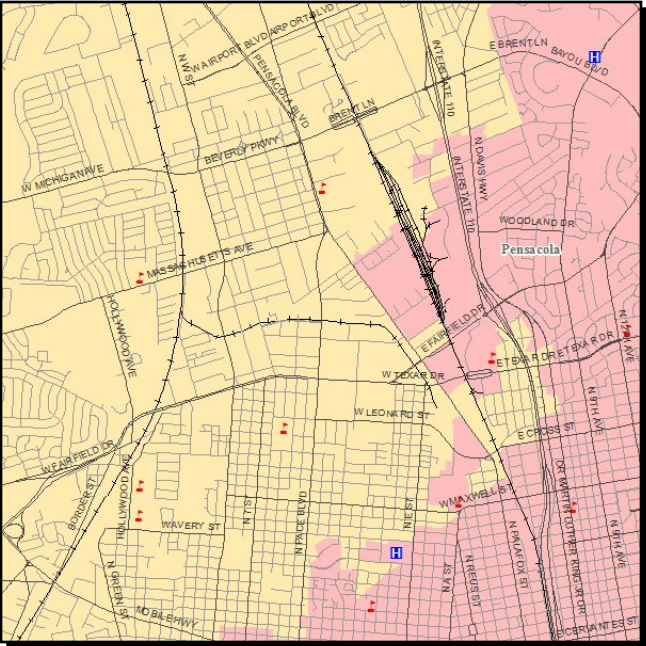 W AIRPORT BLVD
AIRPORT BLVD
E BRENT LN
BAYOU BLVD
H
N W ST
PENSACOLA BLVD
INTERSTATE 110
BRENT LN
BEVERLY PKWY
N DAVIS HWY
INTERSTATE 110
W MICHIGAN AVE
WOODLAND DR
Pensacola
MASSACHUSETTS AVE
HOLLYWOOD AVE
E FAIRFIELD DR
N 12TH AVE
E TEXAR DR
E TEXAR DR
W TEXAR DR
N 9TH AVE
W LEONARD ST
E CROSS ST
W FAIRFIELD DR
BORDER ST
HOLLYWOOD AVE
W MAXWELL ST
N T ST
N PACE BLVD
N E ST
WAVERY ST
DR MARTIN LUTHER KING JR DR
N PALAFOX ST
H
N GREEN ST
N A ST
N REUS ST
MOBILE HWY
E CERVANTES ST